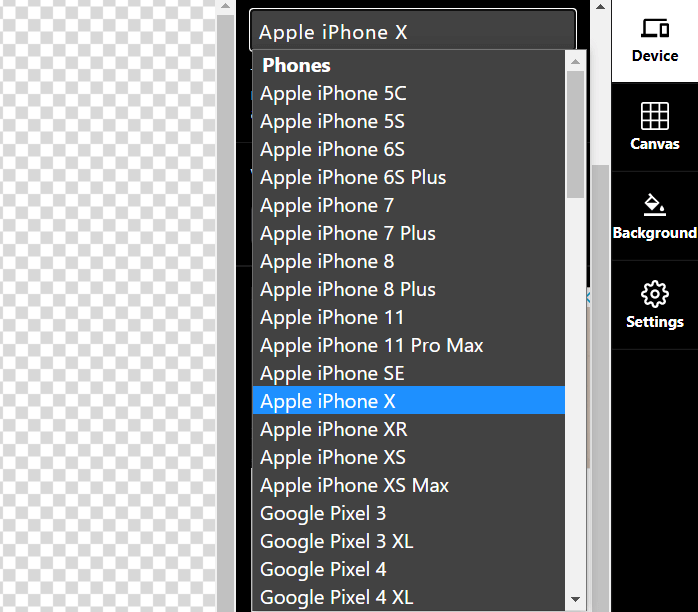 Apple iPhone X
Phones
Apple iPhone 5C
Apple iPhone 5S
Apple iPhone 6S
Apple iPhone 6S Plus
Apple iPhone 7
Apple iPhone 7 Plus
Apple iPhone 8
Apple iPhone 8 Plus
Apple iPhone 11
Apple iPhone 11 Pro Max
Apple iPhone SE
Apple iPhone X
Apple iPhone XR
Apple iPhone XS
Apple iPhone XS Max
Google Pixel 3
Google Pixel 3 XL
Google Pixel 4
Google Pixel 4 XL
Device
Canvas
Background
Settings